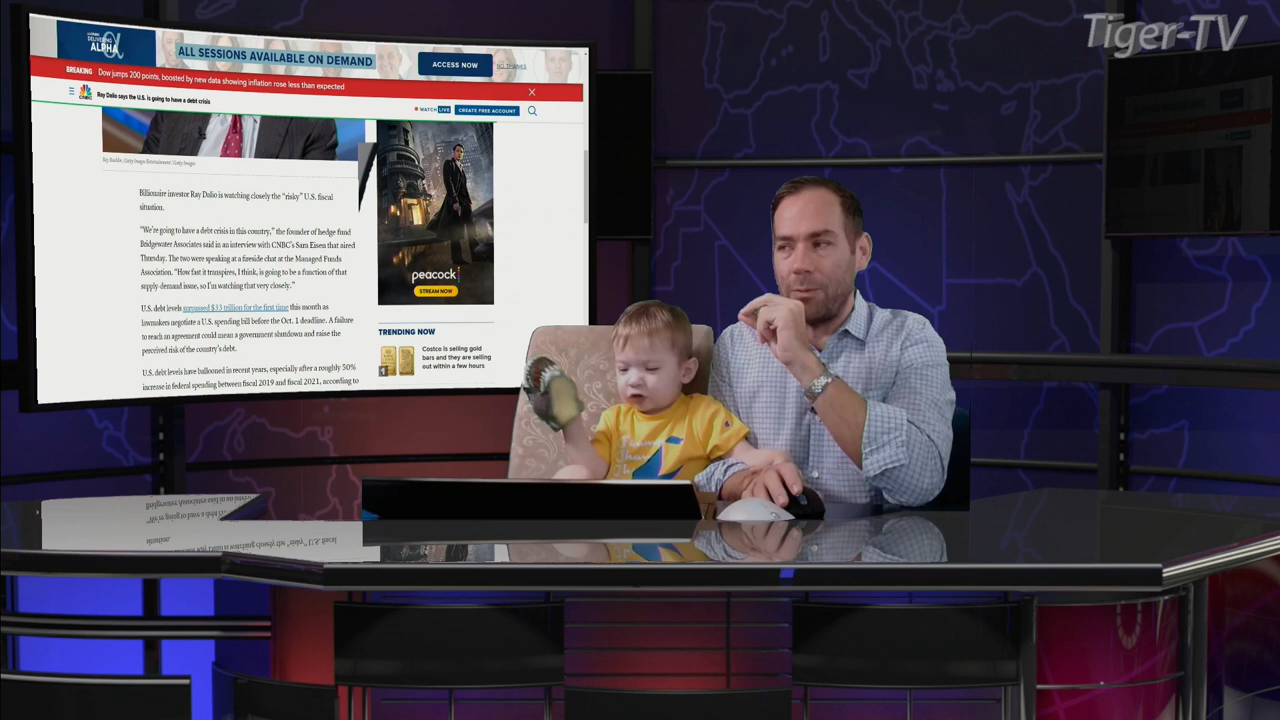 Tiger-TV
DELIVERING
ALPHA
ALL SESSIONS AVAILABLE ON DEMAND
ACCESS NOW
NO THANKS
BREAKING
Dow jumps 200 points, boosted by new data showing inflation rose less than expected
CNBC
Ray Dalio says the U.S. is going to have a debt crisis
WATCH LIVE
CREATE FREE ACCOUNT
Billionaire investor Ray Dalio is watching closely the “risky” U.S. fiscal
situation.
“We’re going to have a debt crisis in this country,” the founder of hedge fund
Bridgewater Associates said in an interview with CNBC’s Sara Eisen that aired
Thursday. The two were speaking at a fireside chat at the Managed Funds
Association. “How fast it transpires, I think, is going to be a function of that
supply-demand issue, so I’m watching that very closely.”
U.S. debt levels surpassed $33 trillion for the first time this month as
lawmakers negotiate a U.S. spending bill before the Oct. 1 deadline. A failure
to reach an agreement could mean a government shutdown and raise the
perceived risk of the country’s debt.
U.S. debt levels have ballooned in recent years, especially after a roughly 50%
increase in federal spending between fiscal 2019 and fiscal 2021, according to
peacock
STREAM NOW
TRENDING NOW
Costco is selling gold
bars and they are selling
out within a few hours